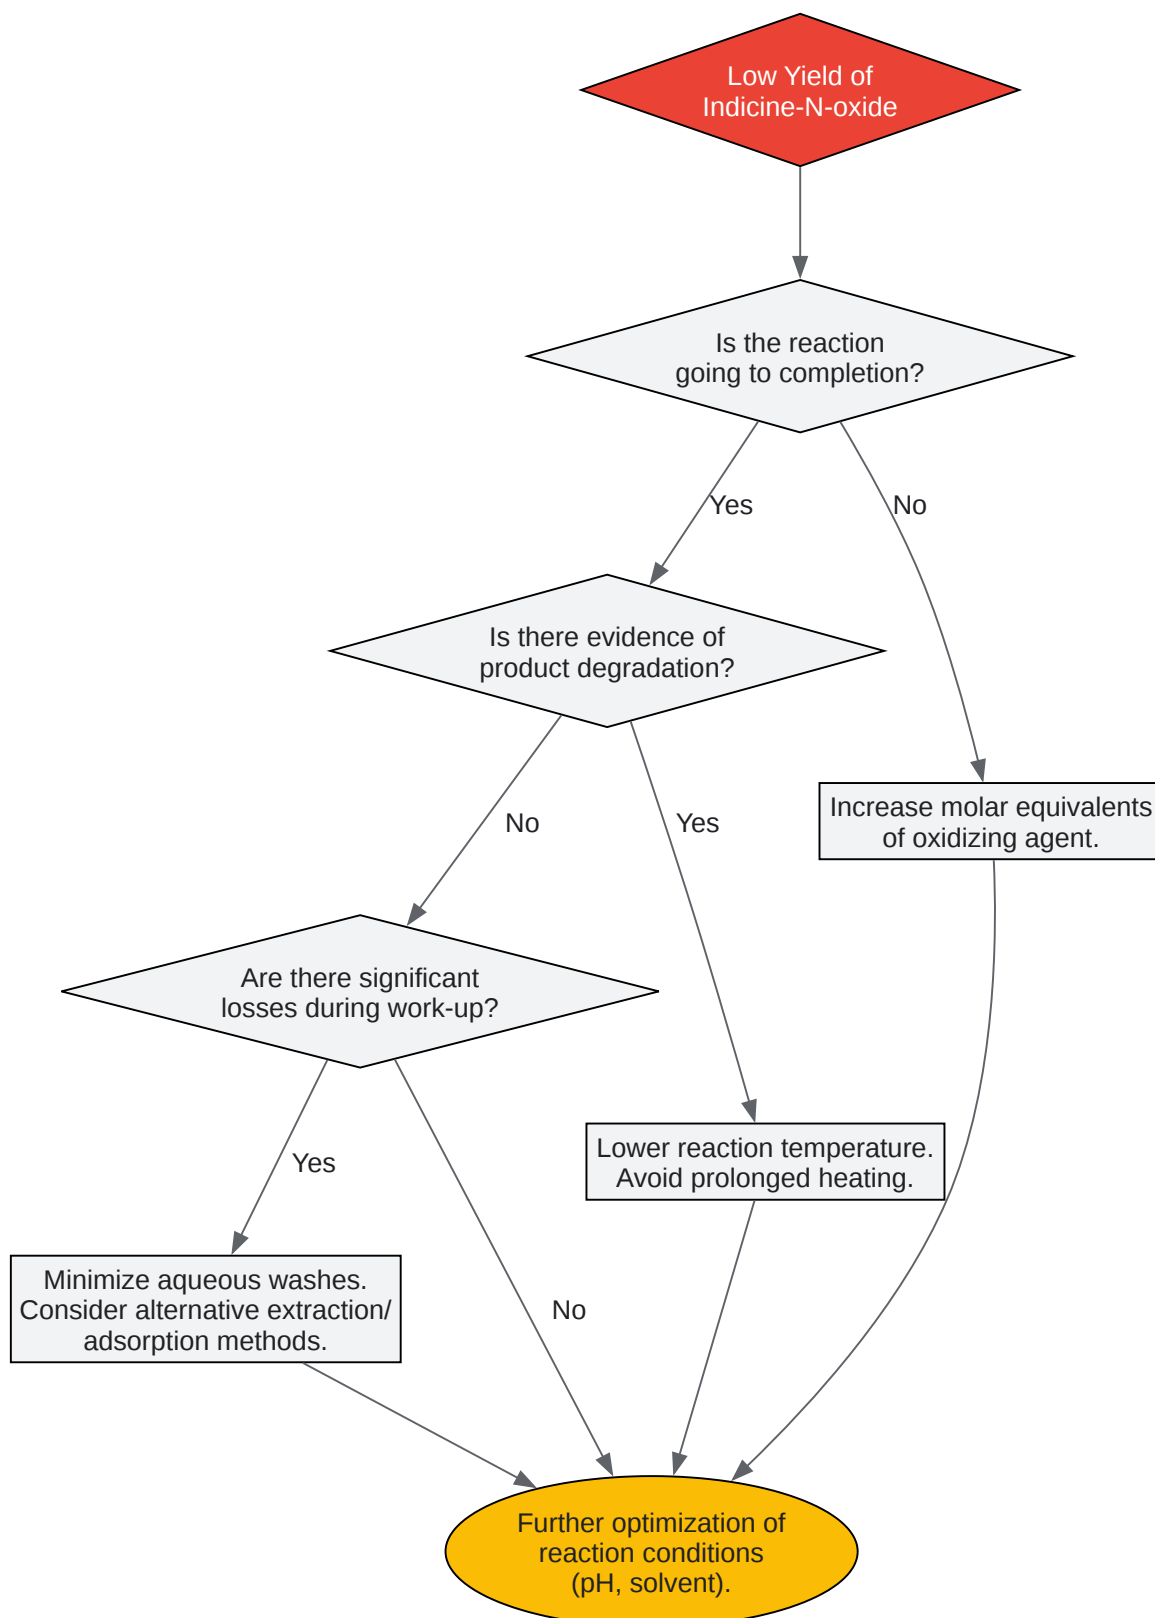 Low Yield of
Indicine-N-oxide
Is the reaction
going to completion?
Yes
No
Is there evidence of
product degradation?
Increase molar equivalents
of oxidizing agent.
No
Yes
Are there significant
losses during work-up?
Lower reaction temperature.
Avoid prolonged heating.
Yes
Minimize aqueous washes.
Consider alternative extraction/
adsorption methods.
No
Further optimization of
reaction conditions
(pH, solvent).